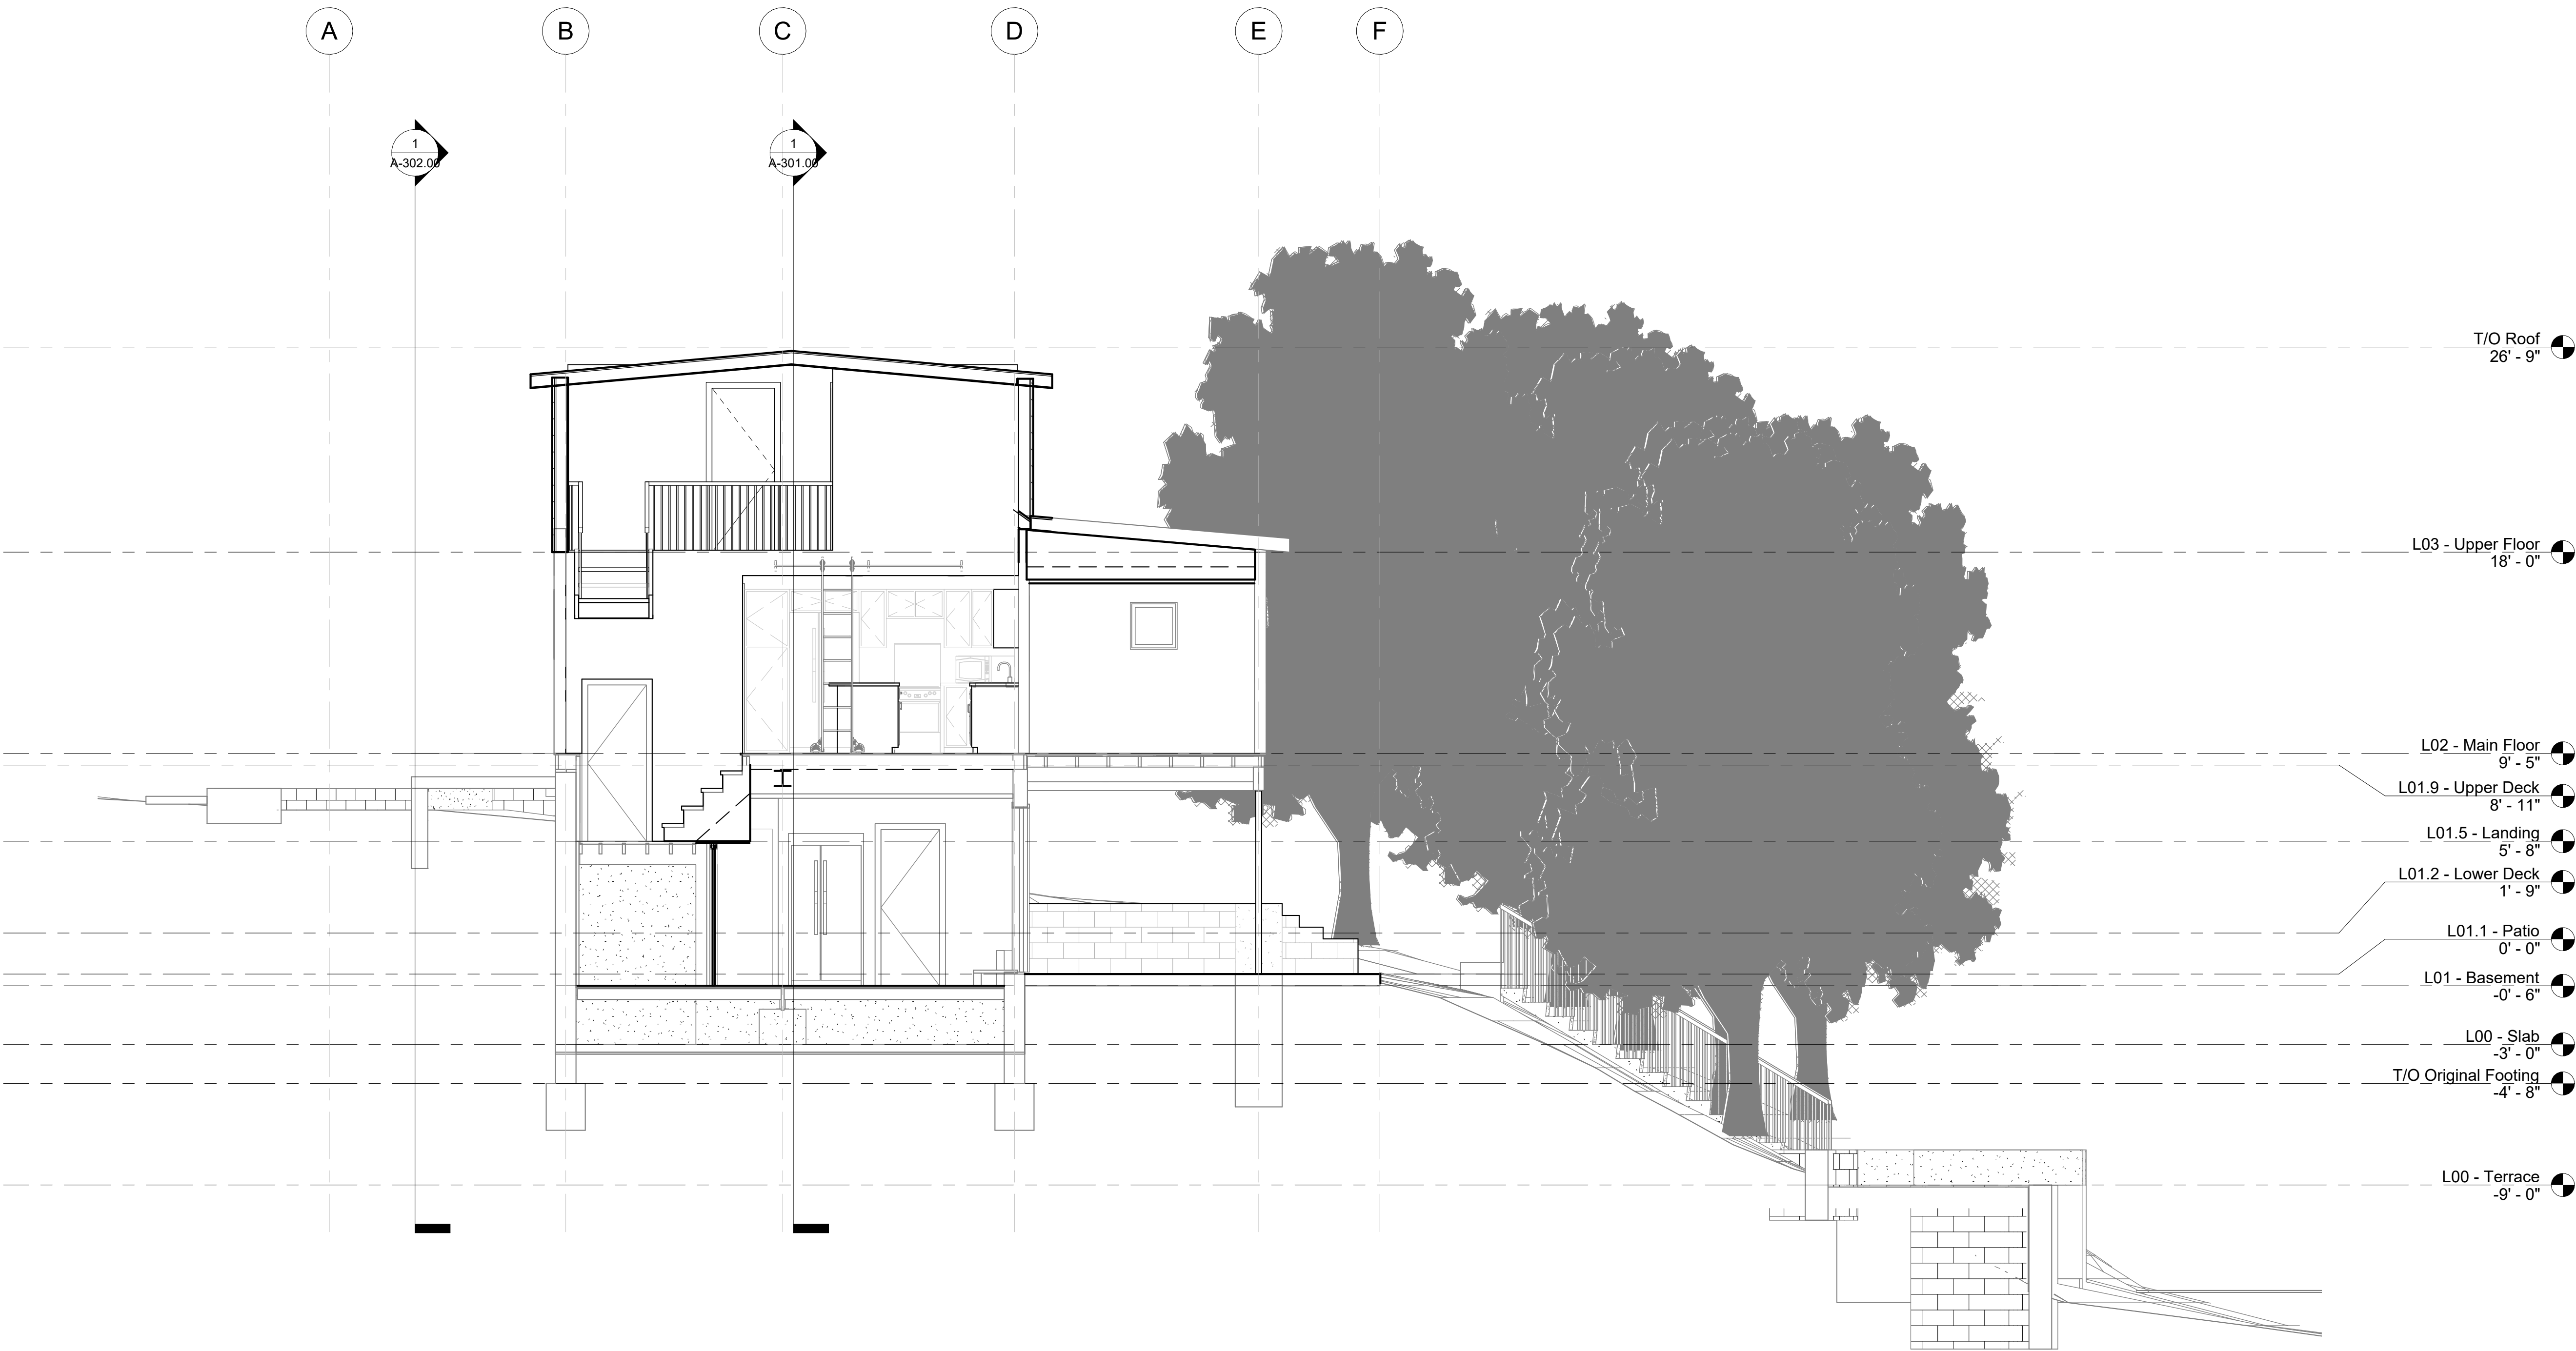 A
B
C
D
E
F
1
A-302.00
1
A-301.00
T/O Roof
26' - 9"
L03 - Upper Floor
18' - 0"
L02 - Main Floor
9' - 5"
L01.9 - Upper Deck
8' - 11"
L01.5 - Landing
5' - 8"
L01.2 - Lower Deck
1' - 9"
L01.1 - Patio
0' - 0"
L01 - Basement
-0' - 6"
L00 - Slab
-3' - 0"
T/O Original Footing
-4' - 8"
L00 - Terrace
-9' - 0"